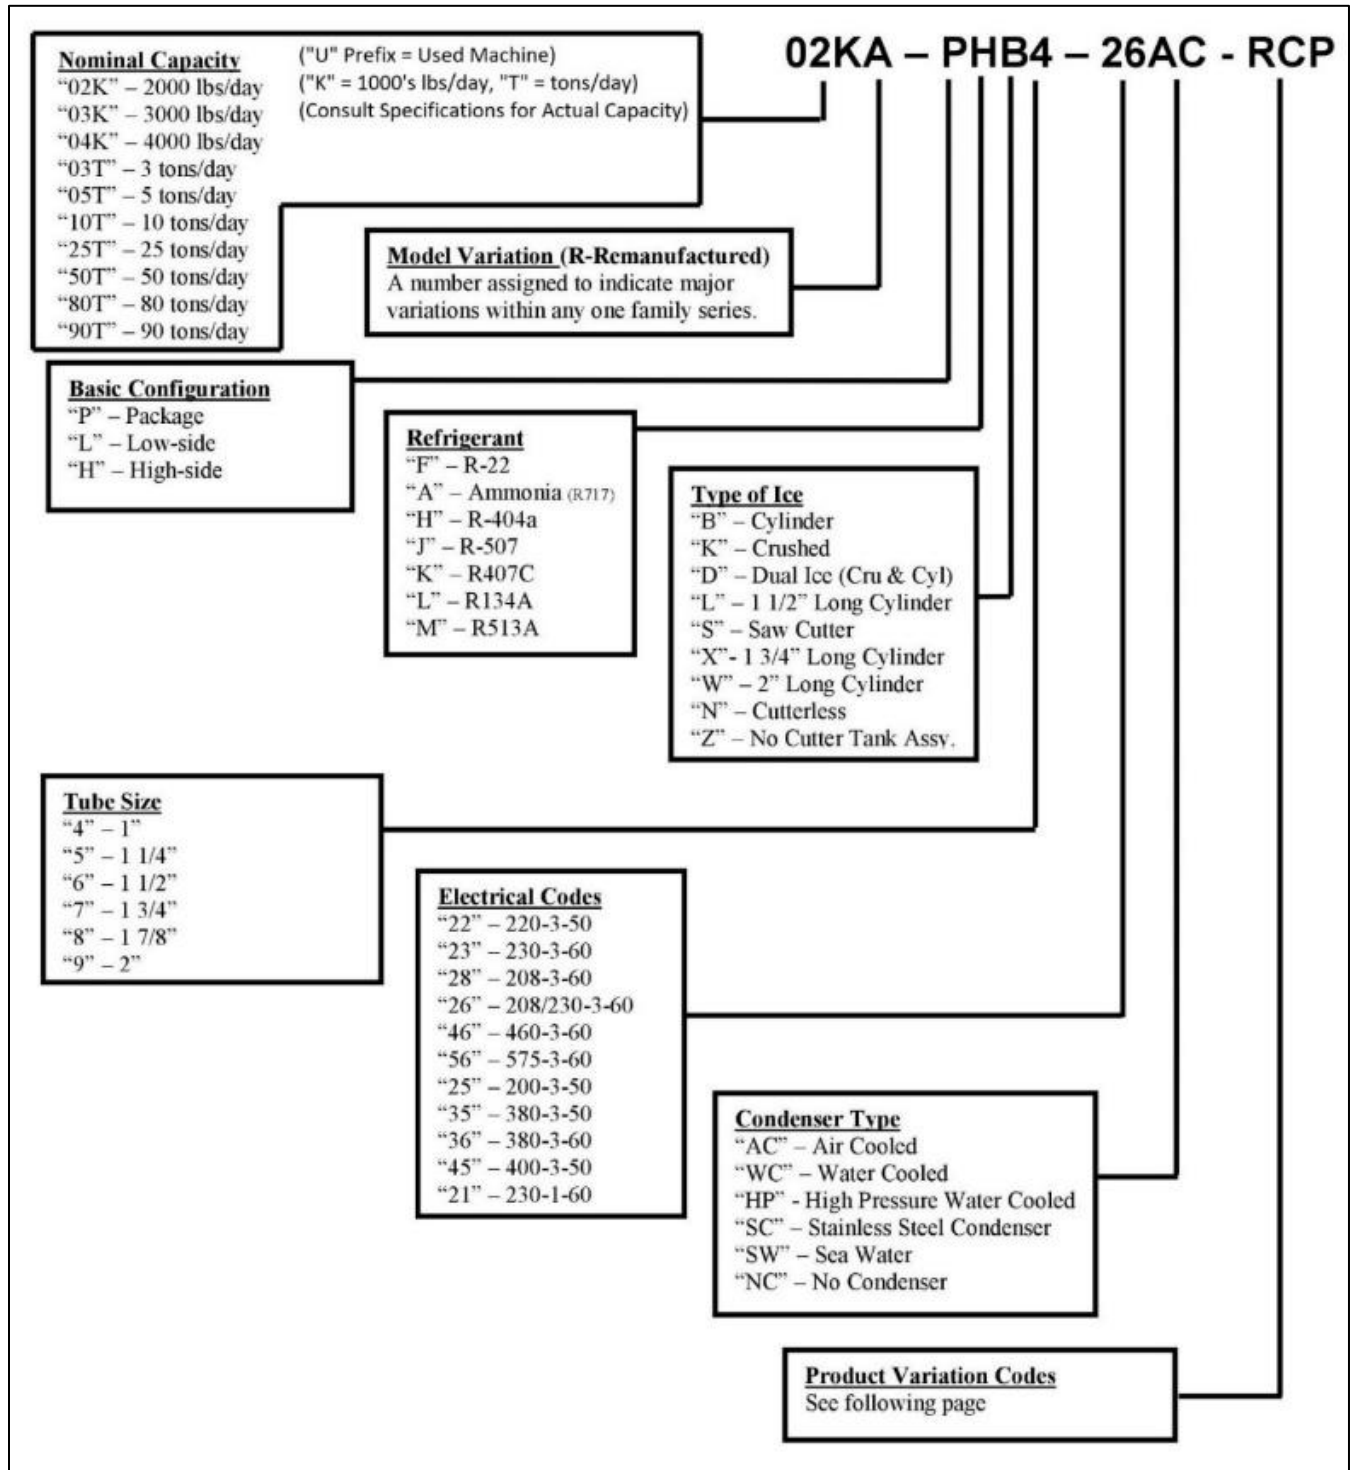 02KA – PHB4 – 26AC - RCP
Nominal Capacity
("U" Prefix = Used Machine)
“02K” – 2000 lbs/day
("K" = 1000's lbs/day, "T" = tons/day)
“03K” – 3000 lbs/day
(Consult Specifications for Actual Capacity)
“04K” – 4000 lbs/day
“03T” – 3 tons/day
“05T” – 5 tons/day
“10T” – 10 tons/day
“25T” – 25 tons/day
“50T” – 50 tons/day
“80T” – 80 tons/day
“90T” – 90 tons/day
Model Variation (R-Remanufactured)
A number assigned to indicate major
variations within any one family series.
Basic Configuration
“P” – Package
“L” – Low-side
“H” – High-side
Refrigerant
“F” – R-22
“A” – Ammonia (R717)
“H” – R-404a
“J” – R-507
“K” – R407C
“L” – R134A
“M” – R513A
Type of Ice
“B” – Cylinder
“K” – Crushed
“D” – Dual Ice (Cru & Cyl)
“L” – 1 1/2” Long Cylinder
“S” – Saw Cutter
“X”- 1 3/4” Long Cylinder
“W” – 2” Long Cylinder
“N” – Cutterless
“Z” – No Cutter Tank Assy.
Tube Size
“4” – 1”
“5” – 1 1/4”
“6” – 1 1/2”
“7” – 1 3/4”
“8” – 1 7/8”
“9” – 2”
Electrical Codes
“22” – 220-3-50
“23” – 230-3-60
“28” – 208-3-60
“26” – 208/230-3-60
“46” – 460-3-60
“56” – 575-3-60
“25” – 200-3-50
“35” – 380-3-50
“36” – 380-3-60
“45” – 400-3-50
“21” – 230-1-60
Condenser Type
“AC” – Air Cooled
“WC” – Water Cooled
“HP” - High Pressure Water Cooled
“SC” – Stainless Steel Condenser
“SW” – Sea Water
“NC” – No Condenser
Product Variation Codes
See following page